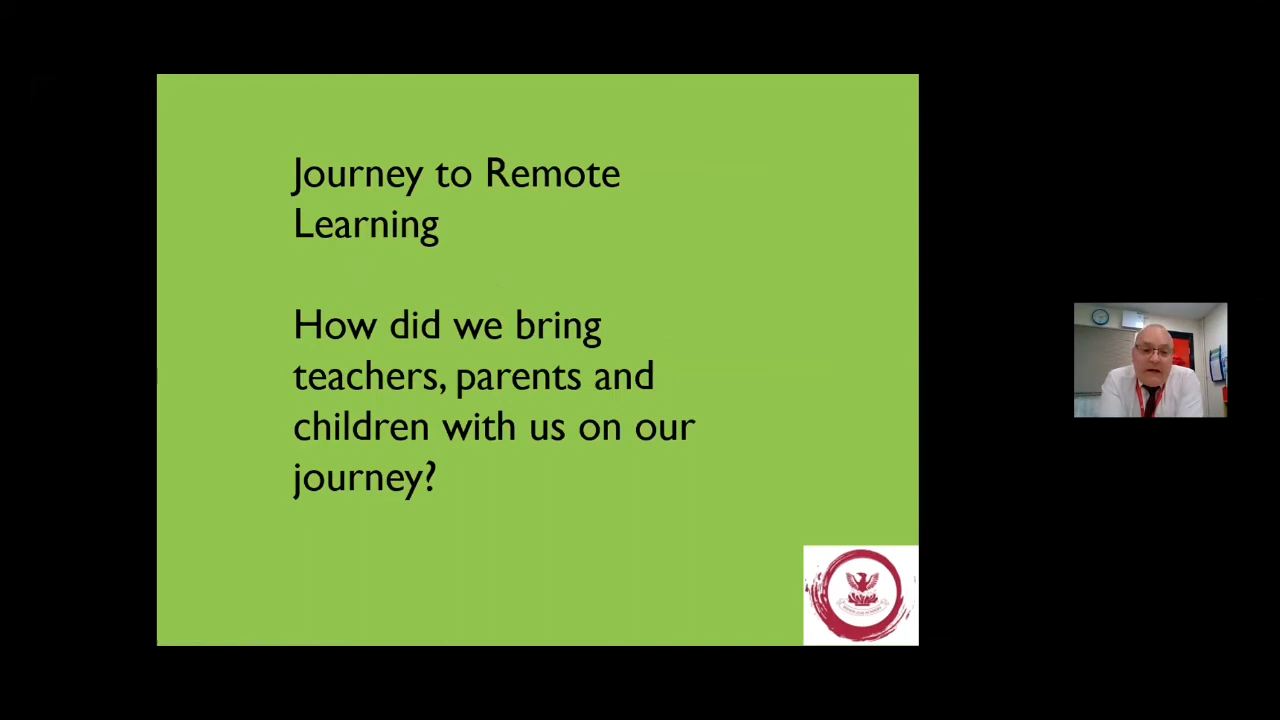 Journey to Remote
Learning
How did we bring
teachers, parents and
children with us on our
journey?